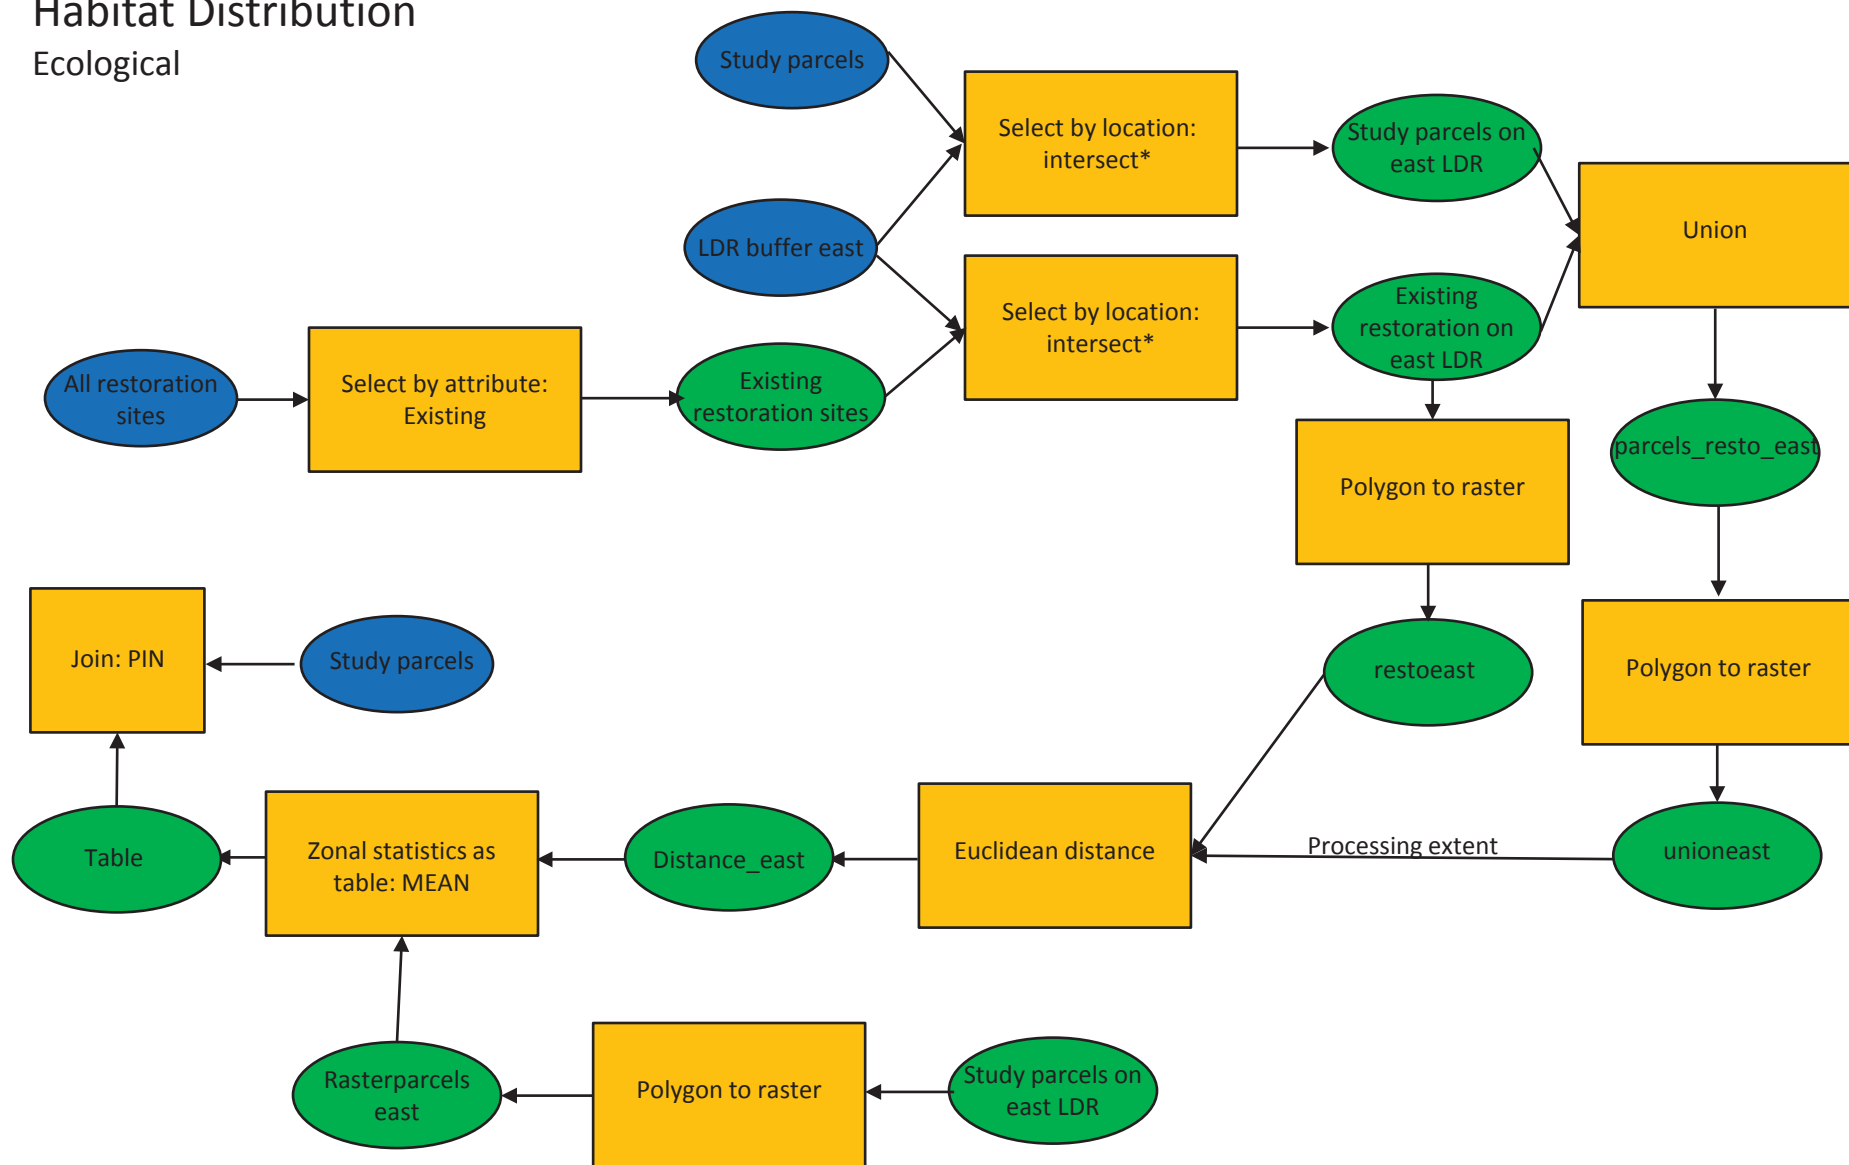 Habitat Distribution
Ecological
Study parcels
Select by location:
intersect*
Study parcels on
east LDR
Union
LDR buffer east
Select by location:
intersect*
Existing
restoration on
east LDR
All restoration
sites
Select by attribute:
Existing
Existing
restoration sites
parcels_resto_east
Polygon to raster
Join: PIN
Study parcels
restoeast
Polygon to raster
Table
Zonal statistics as
table: MEAN
Distance_east
Euclidean distance
Processing extent
unioneast
Rasterparcels
east
Polygon to raster
Study parcels on
east LDR